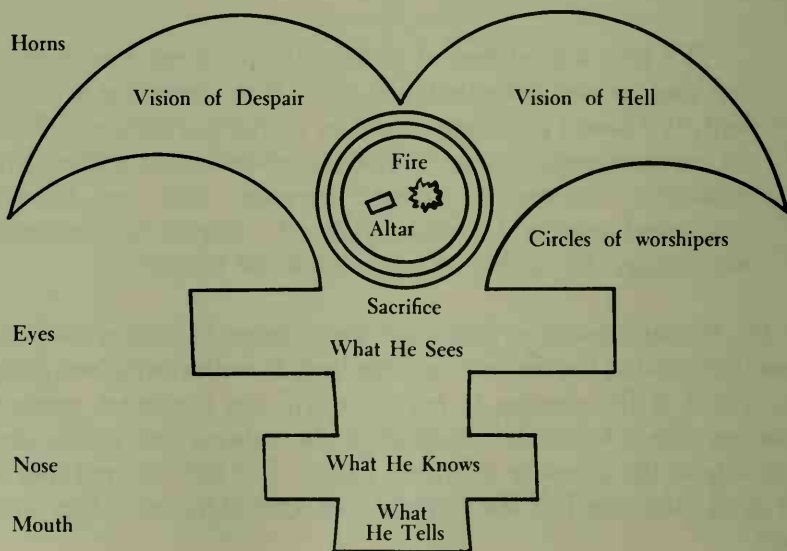 Horns
Vision of Despair
Vision of Hell
Fire
Altar
Circles of worshipers
Sacrifice
Eyes
What He Sees
Nose
What He Knows
Mouth
What
He Tells